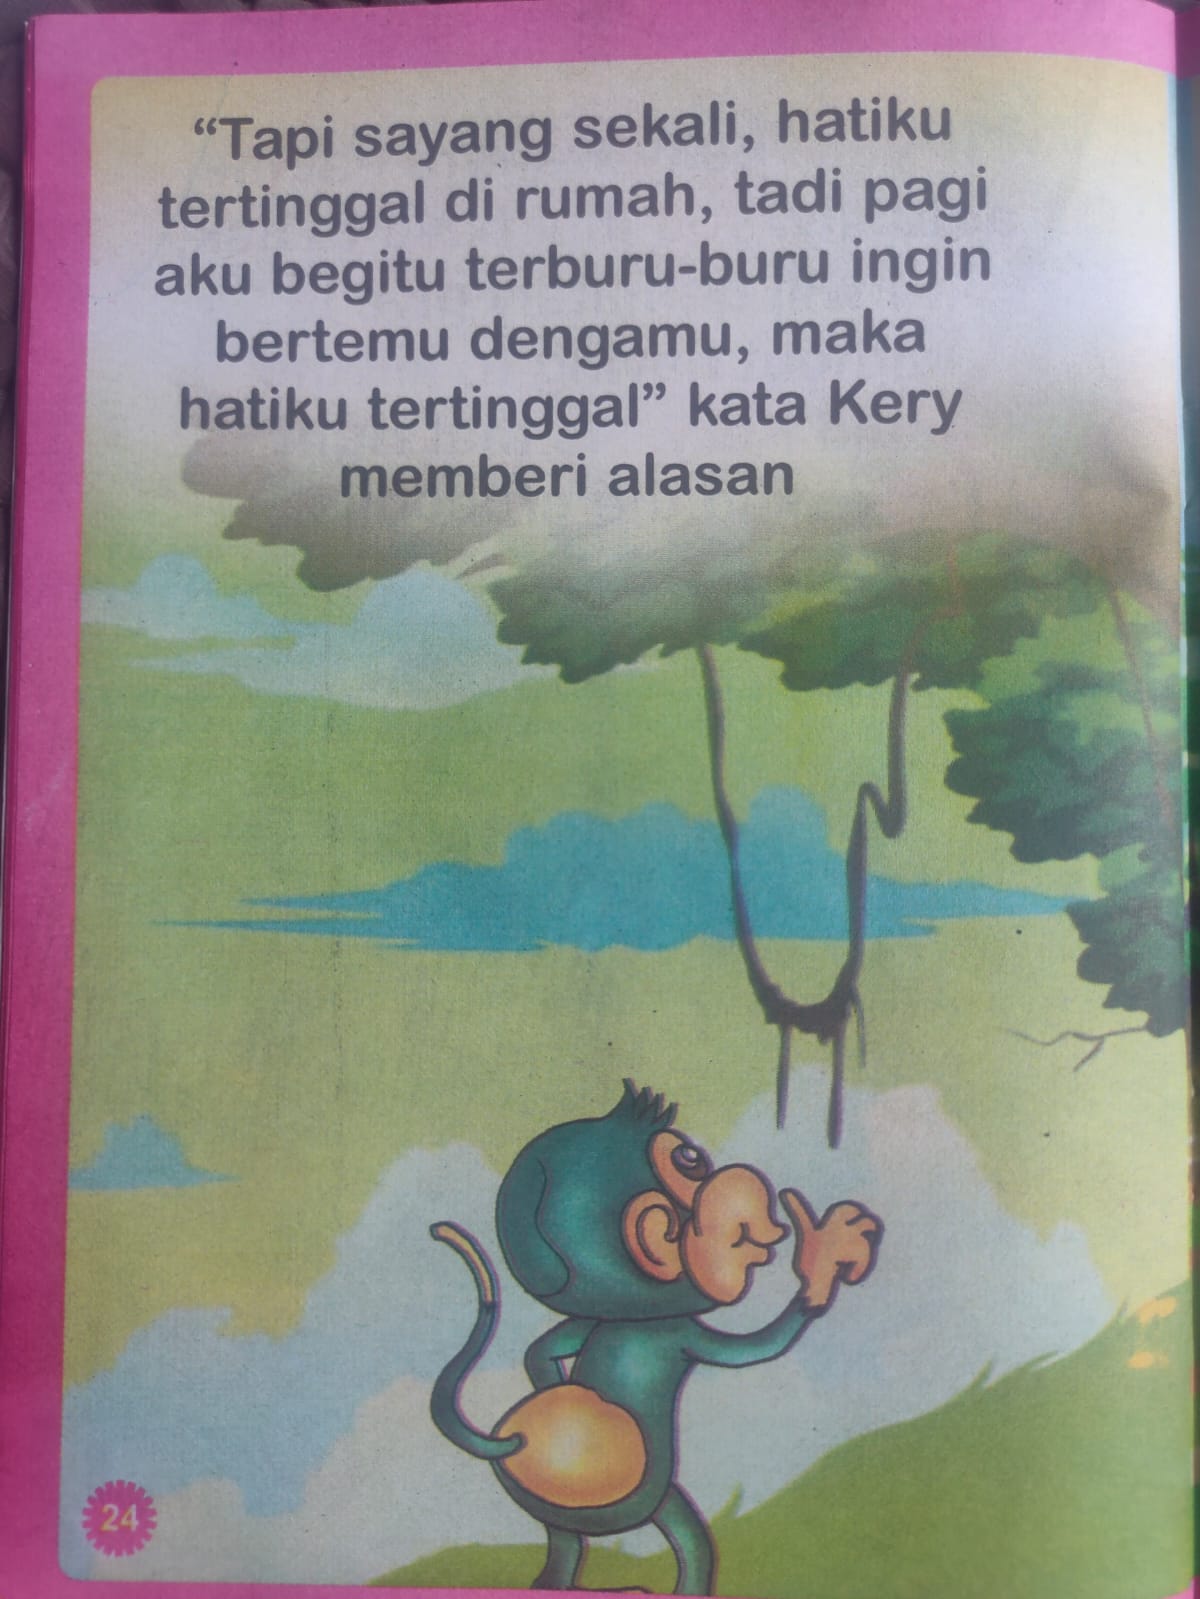 “Tapi sayang sekali, hatiku
tertinggal di rumah, tadi pagi
aku begitu terburu-buru ingin
bertemu dengamu, maka
hatiku tertinggal” kata Kery
memberi alasan
24